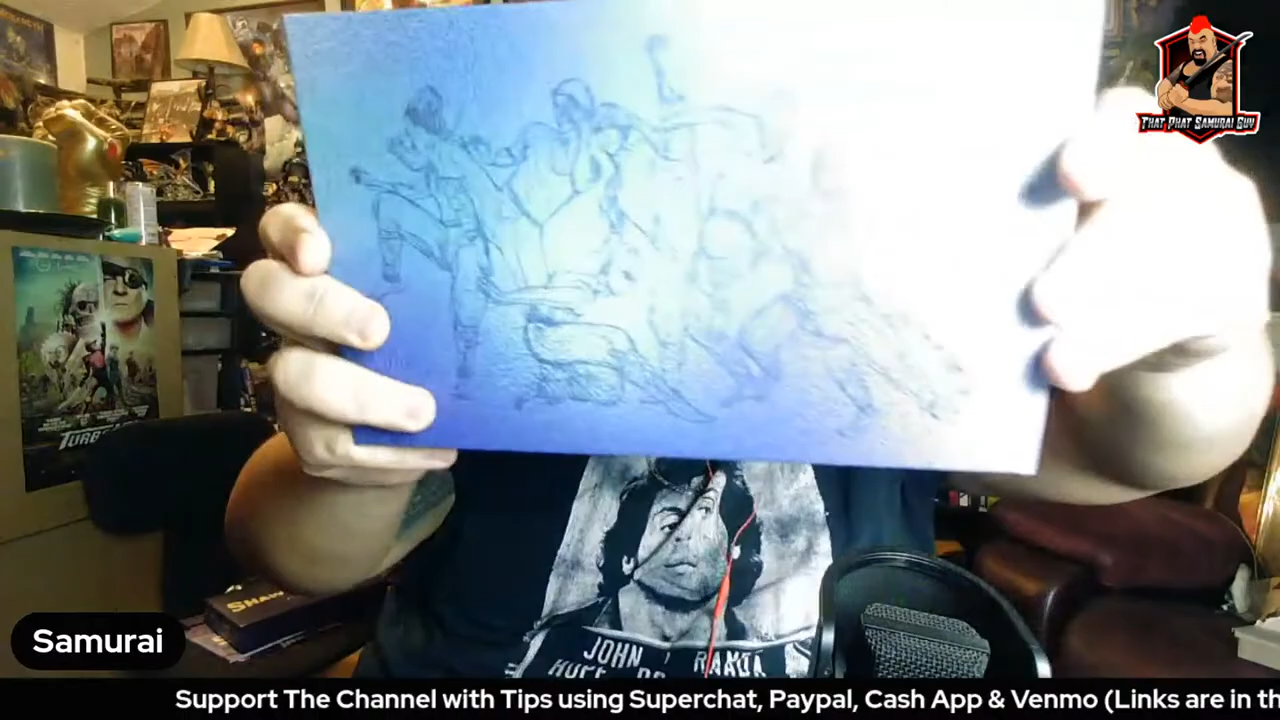 THAT PHAT SAMURAI GUY
JOHN RAMBO
Samurai
Support The Channel with Tips using Superchat, Paypal, Cash App & Venmo (Links are in th